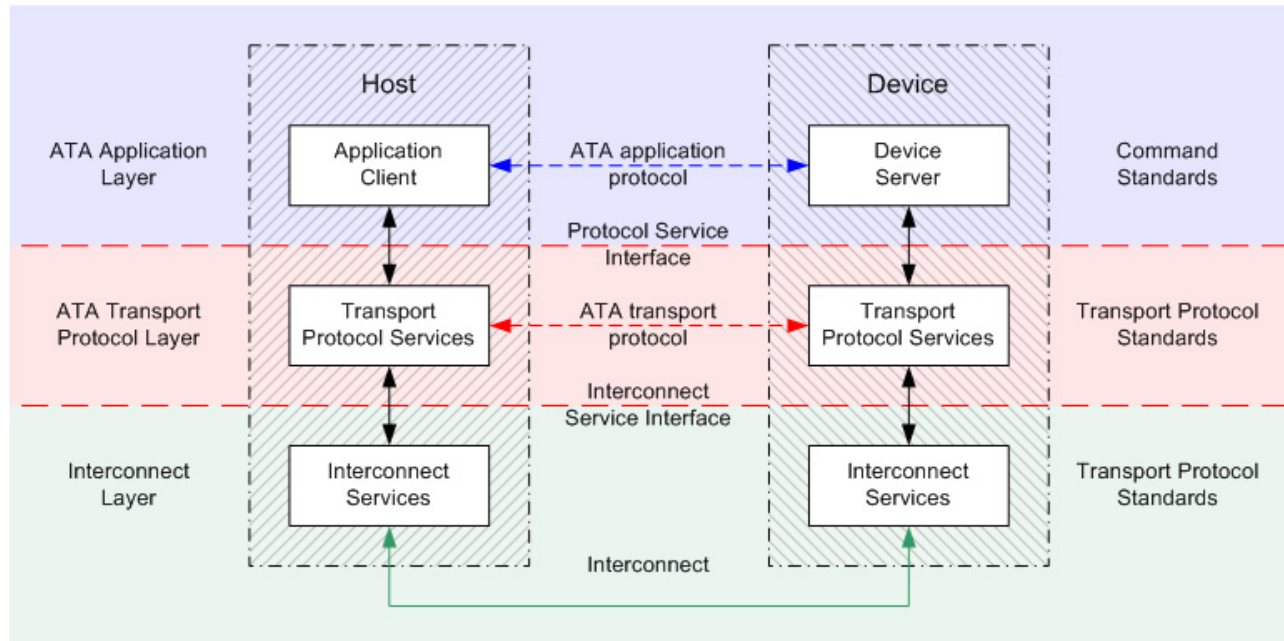 Host
Device
ATA Application
Layer
Application
Client
ATA application
protocol
Device
Server
Command
Standards
Protocol Service
Interface
ATA Transport
Protocol Layer
Transport
Protocol Services
ATA transport
protocol
Transport
Protocol Services
Transport Protocol
Standards
Interconnect
Service Interface
Interconnect
Layer
Interconnect
Services
Interconnect
Services
Transport Protocol
Standards
Interconnect